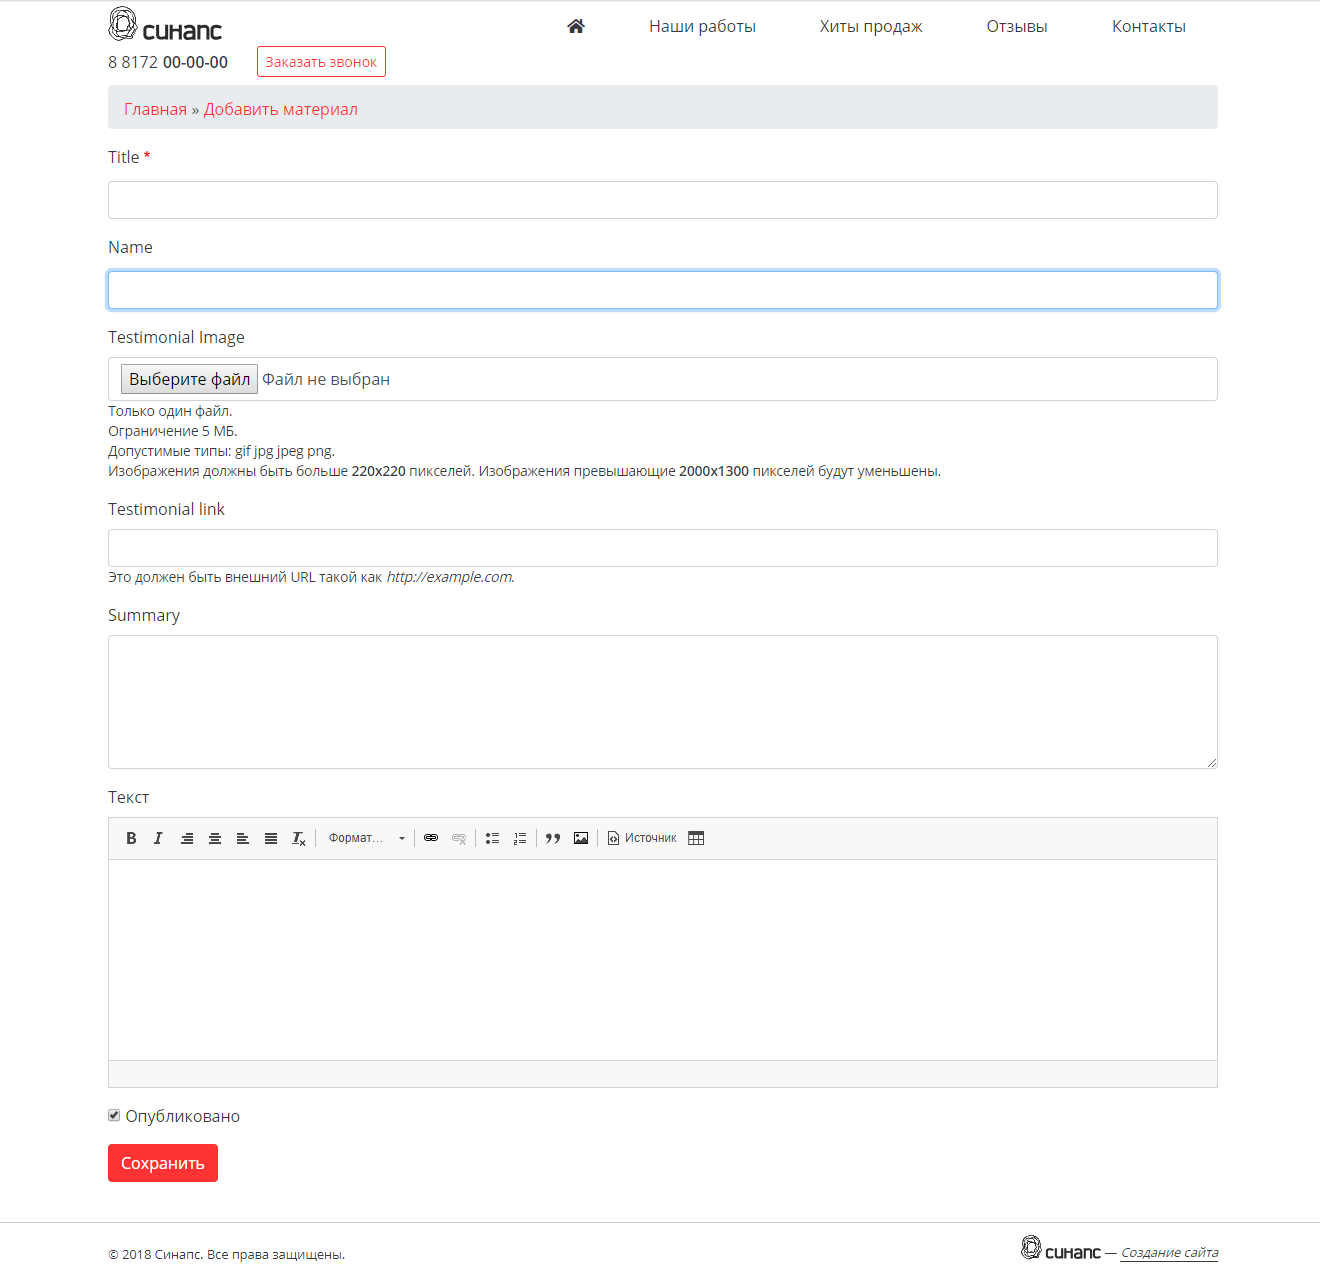 синапс
Наши работы
Хиты продаж
Отзывы
Контакты
8 8172 00-00-00
Заказать звонок
Главная » Добавить материал
Title *
Name
Testimonial Image
Выберите файл Файл не выбран
Только один файл.
Ограничение 5 МБ.
Допустимые типы: gif jpg jpeg png.
Изображения должны быть больше 220x220 пикселей. Изображения превышающие 2000x1300 пикселей будут уменьшены.
Testimonial link
Это должен быть внешний URL такой как http://example.com.
Summary
Текст
B I Tx Формат... Источник
Опубликовано
Сохранить
© 2018 Синапс. Все права защищены.
синапс — Создание сайта